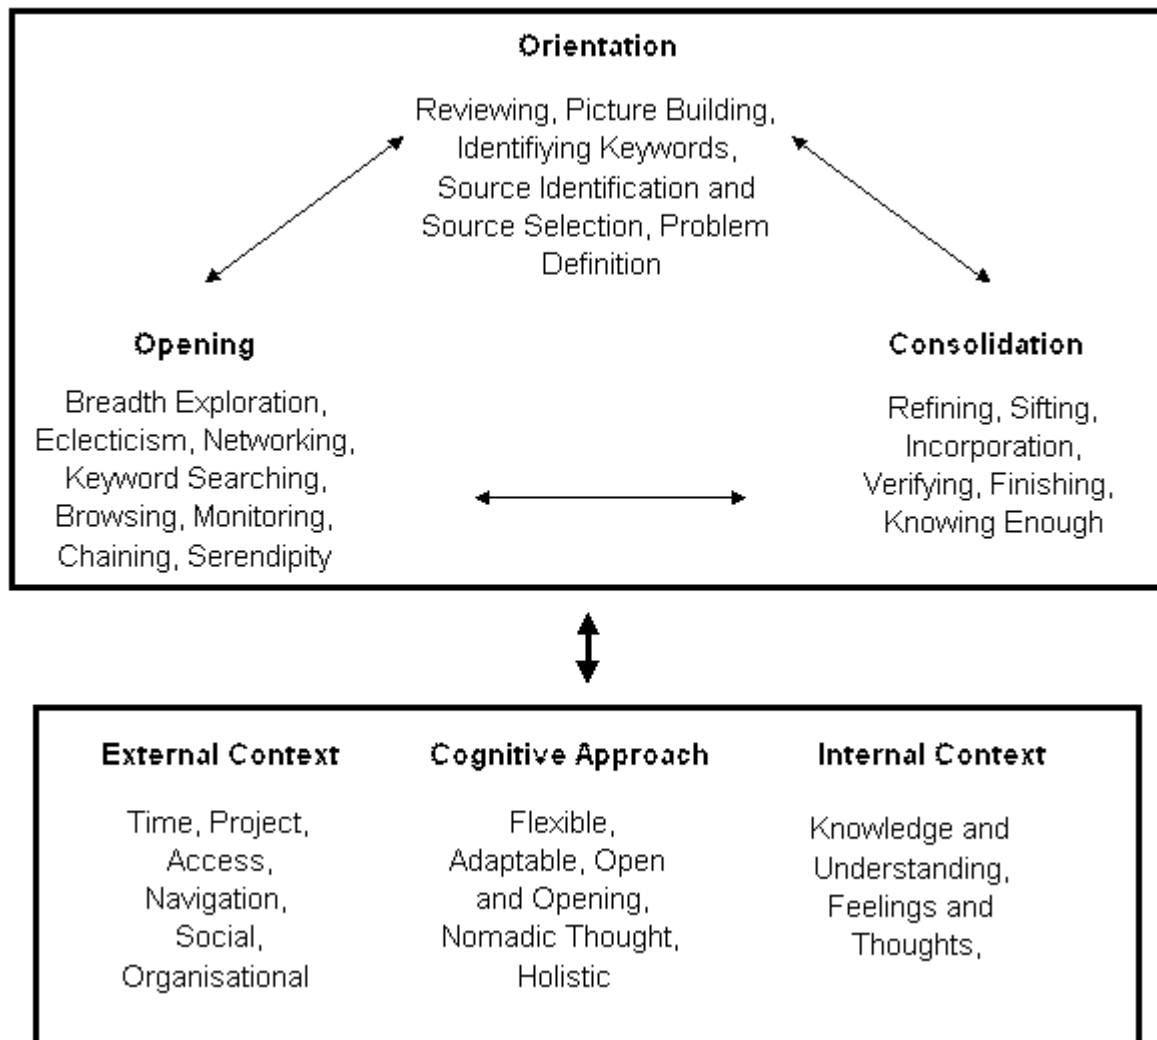 Orientation
Reviewing, Picture Building,
Identifiying Keywords,
Source Identification and
Source Selection, Problem
Definition
Opening
Breadth Exploration,
Eclecticism, Networking,
Keyword Searching,
Browsing, Monitoring,
Chaining, Serendipity
Consolidation
Refining, Sifting,
Incorporation,
Verifying, Finishing,
Knowing Enough
External Context
Time, Project,
Access,
Navigation,
Social,
Organisational
Cognitive Approach
Flexible,
Adaptable, Open
and Opening,
Nomadic Thought,
Holistic
Internal Context
Knowledge and
Understanding,
Feelings and
Thoughts,